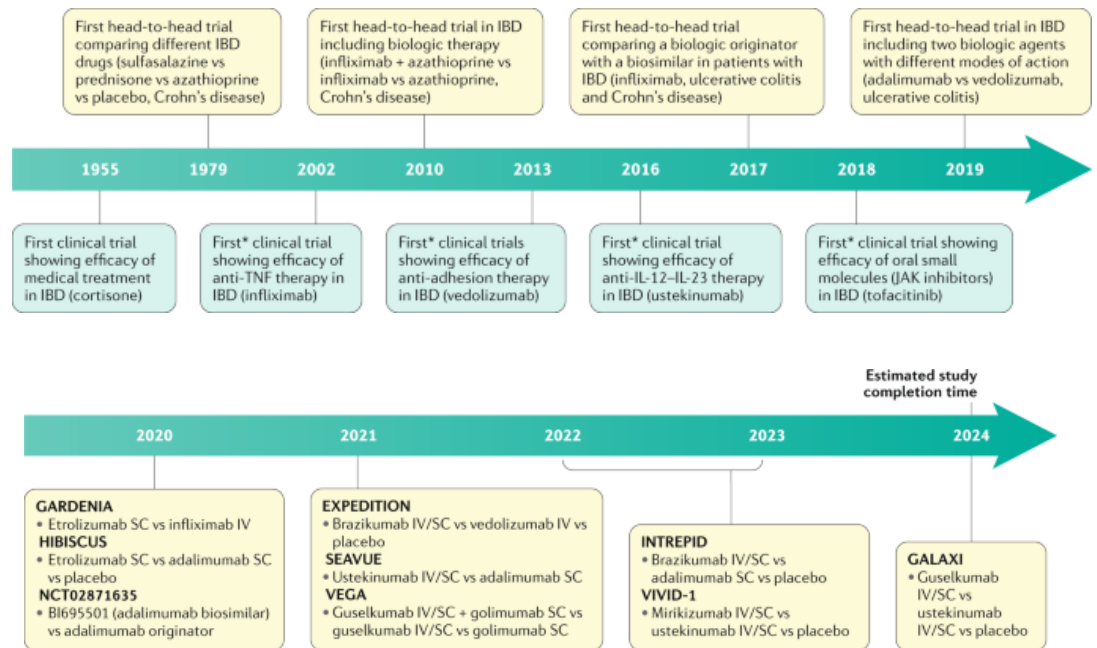 First head-to-head trial
comparing different IBD
drugs (sulfasalazine vs
prednisone vs azathioprine
vs placebo, Crohn's disease)
First head-to-head trial in IBD
including biologic therapy
(infliximab + azathioprine vs
infliximab vs azathioprine,
Crohn's disease)
First head-to-head trial
comparing a biologic originator
with a biosimilar in patients with
IBD (infliximab, ulcerative colitis
and Crohn's disease)
First head-to-head trial in IBD
including two biologic agents
with different modes of action
(adalimumab vs vedolizumab,
ulcerative colitis)
1955 1979 2002 2010 2013 2016 2017 2018 2019
First clinical trial
showing efficacy of
medical treatment
in IBD (cortisone)
First* clinical trial
showing efficacy of
anti-TNF therapy in
IBD (infliximab)
First* clinical trials
showing efficacy of
anti-adhesion therapy
in IBD (vedolizumab)
First* clinical trial
showing efficacy of
anti-IL-12–IL-23 therapy
in IBD (ustekinumab)
First* clinical trial showing
efficacy of oral small
molecules (JAK inhibitors)
in IBD (tofacitinib)
Estimated study
completion time
2020 2021 2022 2023 2024
GARDENIA
• Etrolizumab SC vs infliximab IV
HIBISCUS
• Etrolizumab SC vs adalimumab SC
vs placebo
NCT02871635
• BI695501 (adalimumab biosimilar)
vs adalimumab originator
EXPEDITION
• Brazikumab IV/SC vs vedolizumab IV vs
placebo
SEAVUE
• Ustekinumab IV/SC vs adalimumab SC
VEGA
• Guselkumab IV/SC + golimumab SC vs
guselkumab IV/SC vs golimumab SC
INTREPID
• Brazikumab IV/SC vs
adalimumab SC vs placebo
VIVID-1
• Mirikizumab IV/SC vs
ustekinumab IV/SC vs placebo
GALAXI
• Guselkumab
IV/SC vs
ustekinumab
IV/SC vs placebo